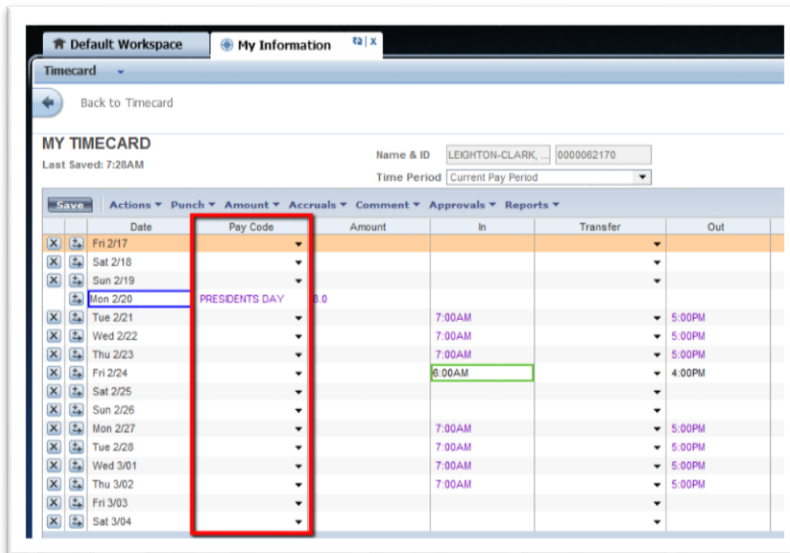 Default Workspace My Information x
Timecard
Back to Timecard
MY TIMECARD
Last Saved: 7:28AM
Name & ID LEIGHTON-CLARK, ... 0000062170
Time Period Current Pay Period
Save Actions Punch Amount Accruals Comment Approvals Reports
Date Pay Code Amount In Transfer Out
Fri 2/17
Sat 2/18
Sun 2/19
Mon 2/20 PRESIDENTS DAY 8.0
Tue 2/21 7:00AM 5:00PM
Wed 2/22 7:00AM 5:00PM
Thu 2/23 7:00AM 5:00PM
Fri 2/24 6:00AM 4:00PM
Sat 2/25
Sun 2/26
Mon 2/27 7:00AM 5:00PM
Tue 2/28 7:00AM 5:00PM
Wed 3/01 7:00AM 5:00PM
Thu 3/02 7:00AM 5:00PM
Fri 3/03
Sat 3/04